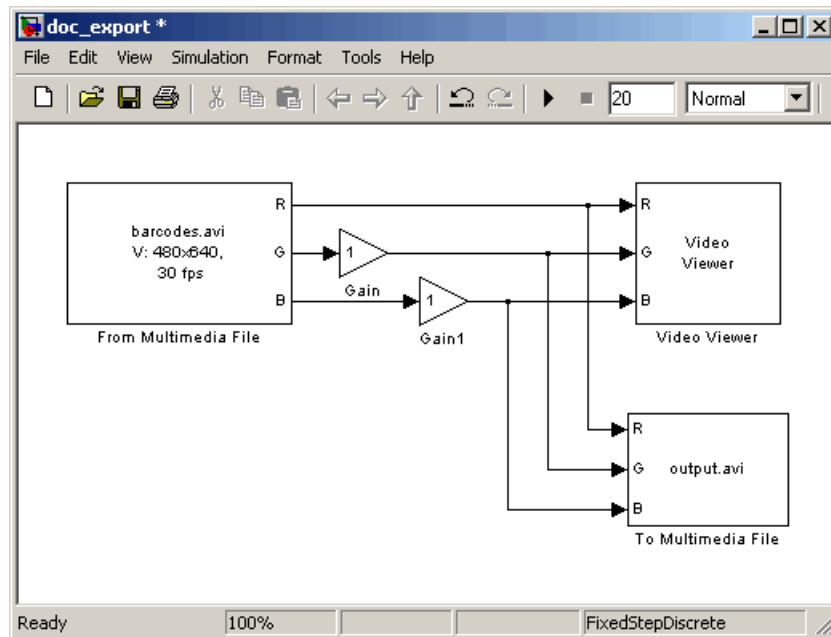 doc_export *
File Edit View Simulation Format Tools Help
20 Normal
R
barcodes.avi
V: 480x640,
30 fps
G
B
From Multimedia File
1
Gain
1
Gain1
R
G
B
Video
Viewer
Video Viewer
R
G
B
output.avi
To Multimedia File
Ready 100% FixedStepDiscrete